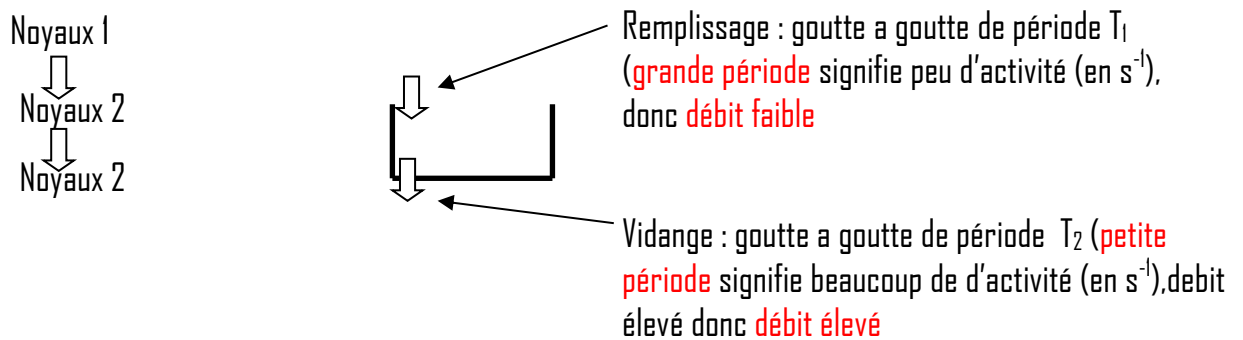 Noyaux 1
Noyaux 2
Noyaux 2
Remplissage : goutte a goutte de période T₁
(grande période signifie peu d'activité (en s⁻¹),
donc débit faible
Vidange : goutte a goutte de période T₂ (petite
période signifie beaucoup de d'activité (en s⁻¹),debit
élevé donc débit élevé